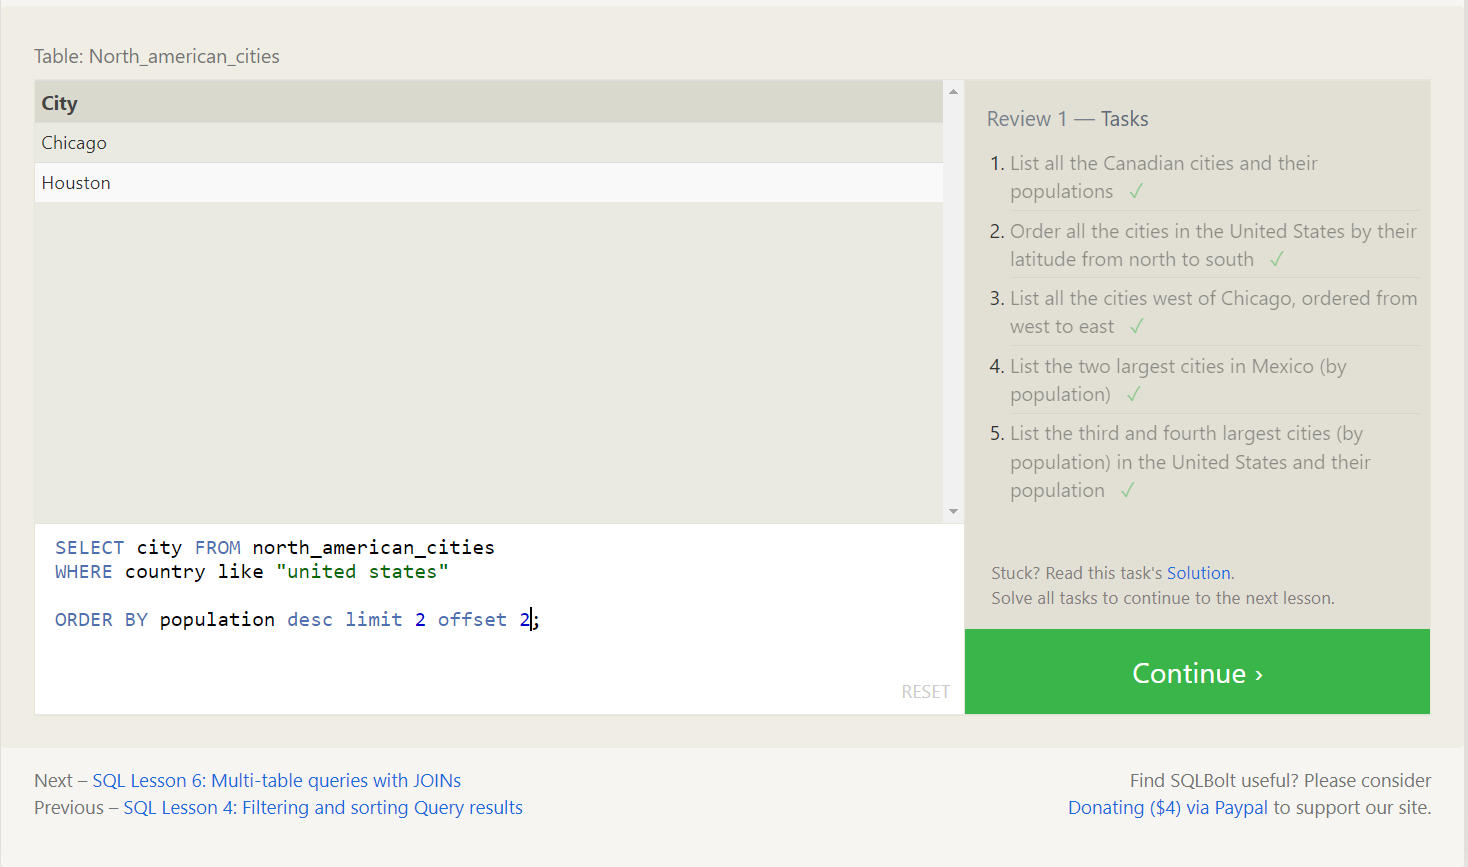 Table: North_american_cities
City
Chicago
Houston
SELECT city FROM north_american_cities
WHERE country like "united states"
ORDER BY population desc limit 2 offset 2;
RESET
Review 1 — Tasks
1. List all the Canadian cities and their
populations ✓
2. Order all the cities in the United States by their
latitude from north to south ✓
3. List all the cities west of Chicago, ordered from
west to east ✓
4. List the two largest cities in Mexico (by
population) ✓
5. List the third and fourth largest cities (by
population) in the United States and their
population ✓
Stuck? Read this task's Solution.
Solve all tasks to continue to the next lesson.
Continue ›
Next – SQL Lesson 6: Multi-table queries with JOINs
Previous – SQL Lesson 4: Filtering and sorting Query results
Find SQLBolt useful? Please consider
Donating ($4) via Paypal to support our site.